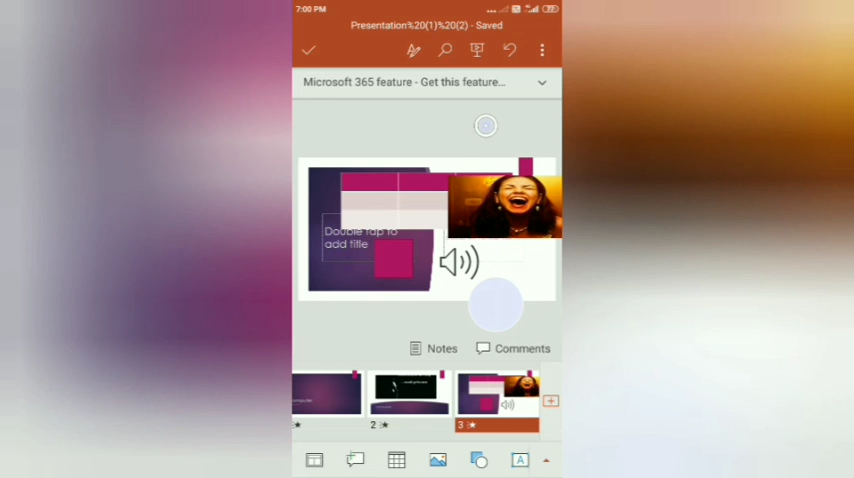 7:00 PM
77
Presentation%20(1)%20(2) - Saved
Microsoft 365 feature - Get this feature...
Double tap to
add title
Notes
Comments
2
3
A